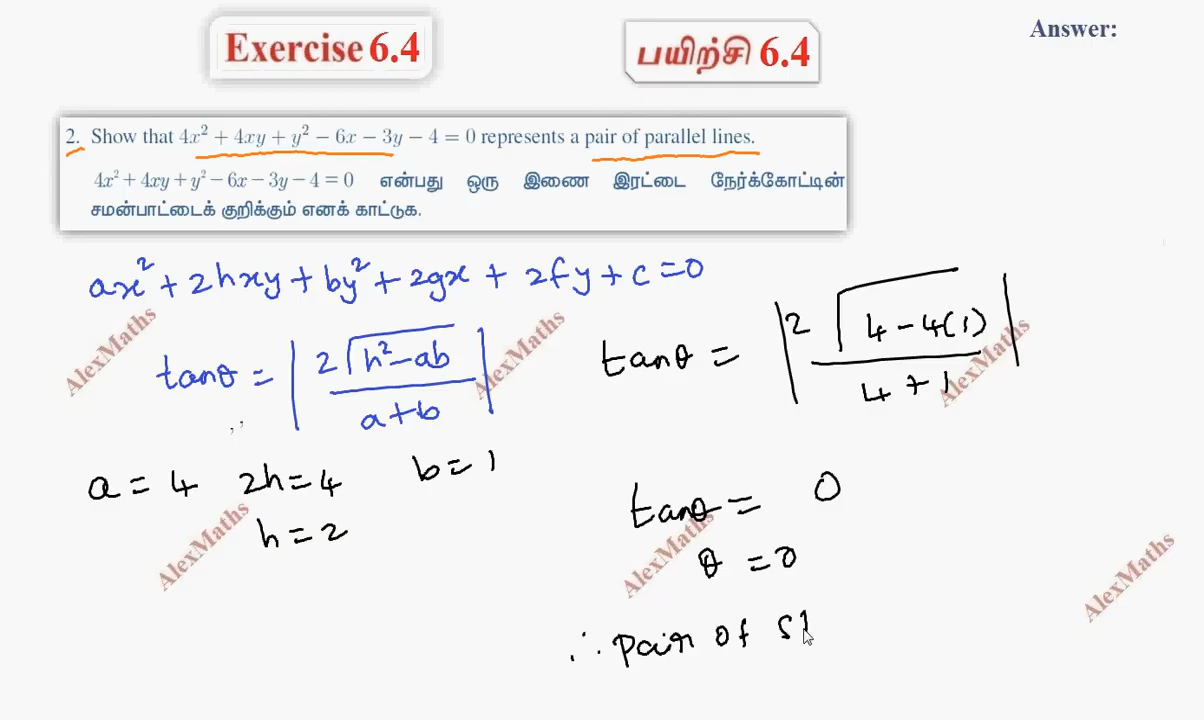 Exercise 6.4
பயிற்சி 6.4
Answer:
2. Show that 4x² + 4xy + y² − 6x − 3y − 4 = 0 represents a pair of parallel lines.
4x² + 4xy + y² − 6x − 3y − 4 = 0 என்பது ஒரு இணை இரட்டை நேர்க்கோட்டின்
சமன்பாட்டைக் குறிக்கும் எனக் காட்டுக.
ax² + 2hxy + by² + 2gx + 2fy + c = 0
tanθ = | 2√(h² − ab) / (a + b) |
a = 4 2h = 4 b = 1
h = 2
tanθ = | 2√(4 − 4(1)) / (4 + 1) |
tanθ = 0
θ = 0
∴ pair of st
AlexMaths
AlexMaths
AlexMaths
AlexMaths
AlexMaths
AlexMaths